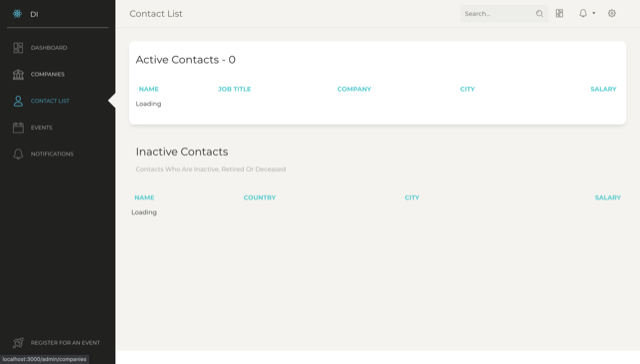 DI
Contact List
Search...
DASHBOARD
COMPANIES
CONTACT LIST
EVENTS
NOTIFICATIONS
REGISTER FOR AN EVENT
localhost:3000/admin/companies
Active Contacts - 0
NAME JOB TITLE COMPANY CITY SALARY
Loading
Inactive Contacts
Contacts Who Are Inactive, Retired Or Deceased
NAME COUNTRY CITY SALARY
Loading